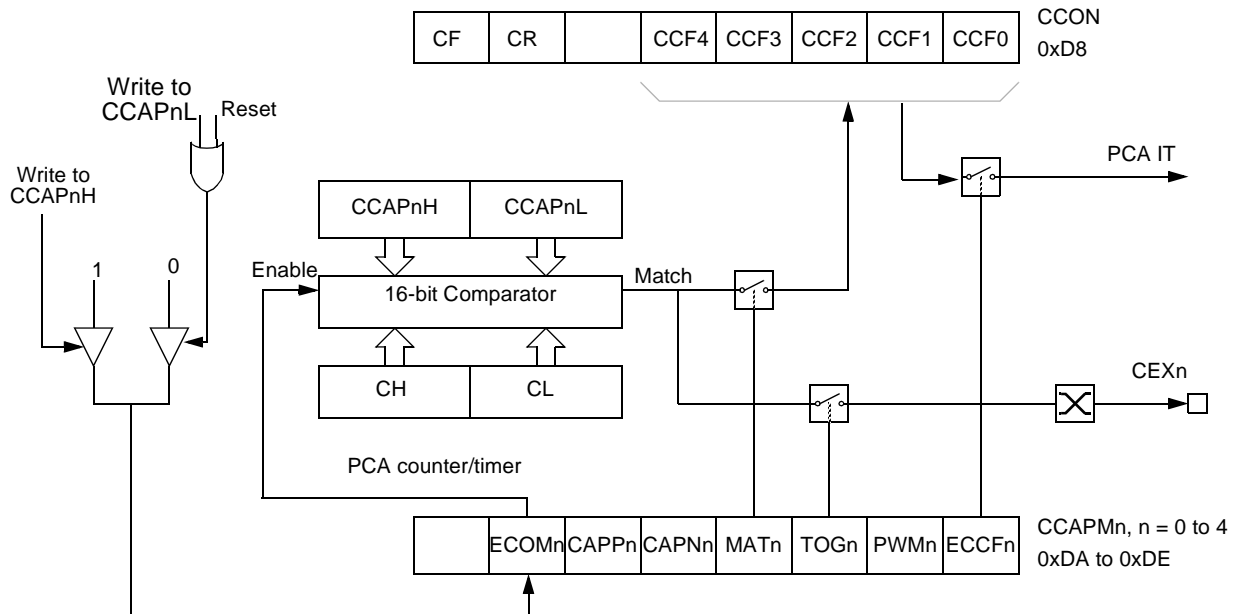 CF CR CCF4 CCF3 CCF2 CCF1 CCF0
CCON
0xD8
Write to
CCAPnL Reset
Write to
CCAPnH
PCA IT
CCAPnH CCAPnL
Enable
1 0
16-bit Comparator
Match
CH CL
CEXn
PCA counter/timer
ECOMn CAPPn CAPNn MATn TOGn PWMn ECCFn
CCAPMn, n = 0 to 4
0xDA to 0xDE